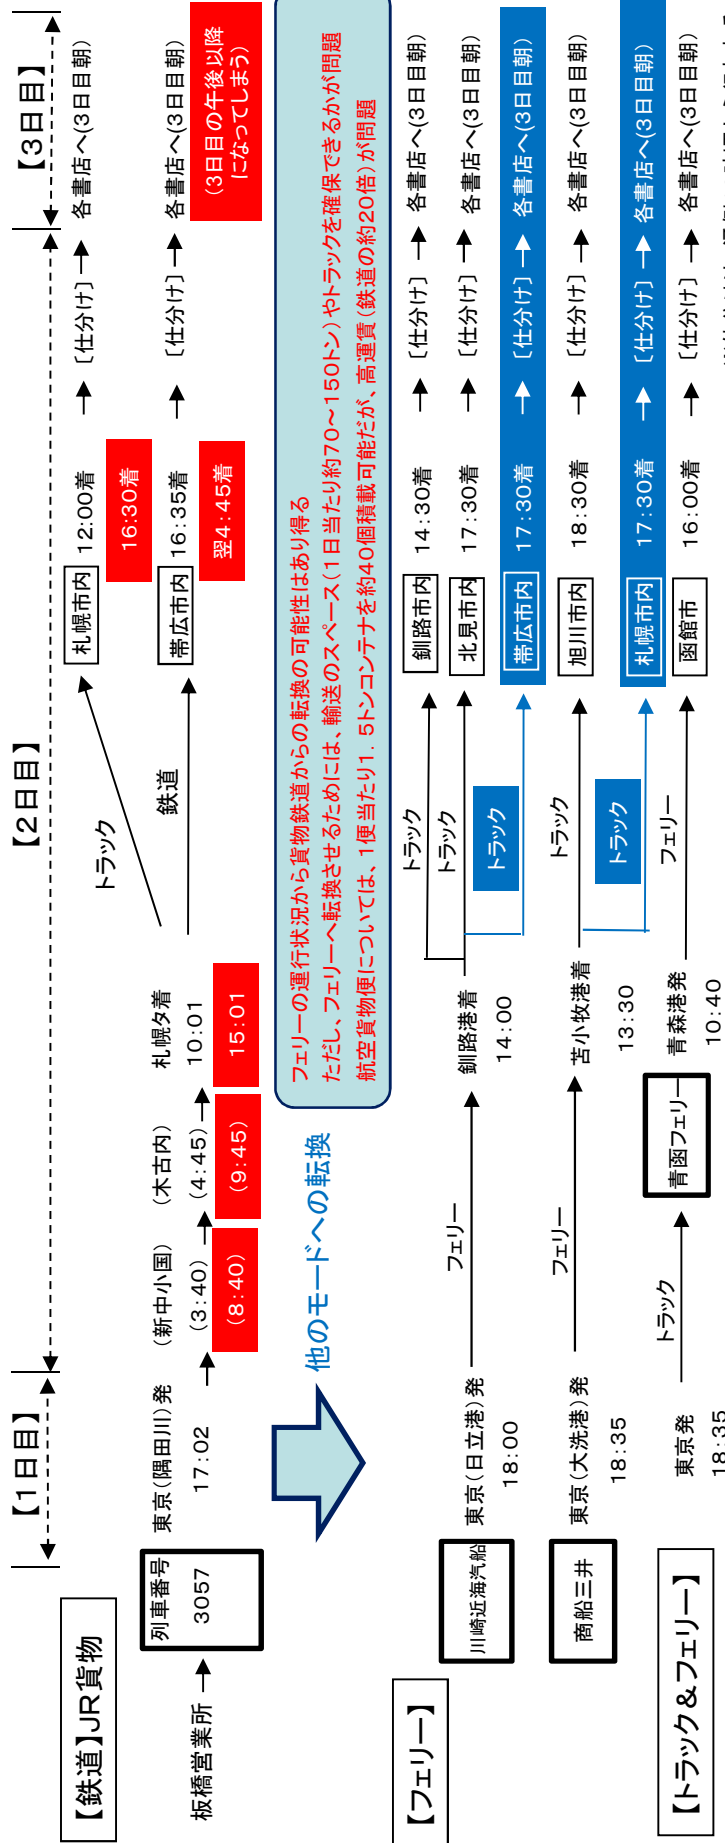 【1日目】
【2日目】
【3日目】
【鉄道】JR貨物
板橋営業所
列車番号
3057
東京(隅田川)発
17:02
(新中小国)
(3:40)
(8:40)
(木古内)
(4:45)
(9:45)
札幌タ着
10:01
15:01
トラック
鉄道
札幌市内 12:00着 [仕分け] 各書店へ(3日目朝)
16:30着
帯広市内 16:35着 [仕分け] 各書店へ(3日目朝)
翌4:45着
(3日目の午後以降
になってしまう)
他のモードへの転換
フェリーの運行状況から貨物鉄道からの転換の可能性はあり得る
ただし、フェリーへ転換させるためには、輸送のスペース(1日当たり約70~150トン)やトラックを確保できるかが問題
航空貨物便については、1便当たり1.5トンコンテナを約40個積載可能だが、高運賃(鉄道の約20倍)が問題
【フェリー】
川崎近海汽船
東京(日立港)発
18:00
フェリー
釧路港着
14:00
トラック
トラック
トラック
釧路市内 14:30着 [仕分け] 各書店へ(3日目朝)
北見市内 17:30着 [仕分け] 各書店へ(3日目朝)
帯広市内 17:30着 [仕分け] 各書店へ(3日目朝)
商船三井
東京(大洗港)発
18:35
フェリー
苫小牧港着
13:30
トラック
トラック
旭川市内 18:30着 [仕分け] 各書店へ(3日目朝)
札幌市内 17:30着 [仕分け] 各書店へ(3日目朝)
【トラック&フェリー】
東京発
18:35
トラック
青函フェリー
青森港発
10:40
フェリー
函館市 16:00着 [仕分け] 各書店へ(3日目朝)